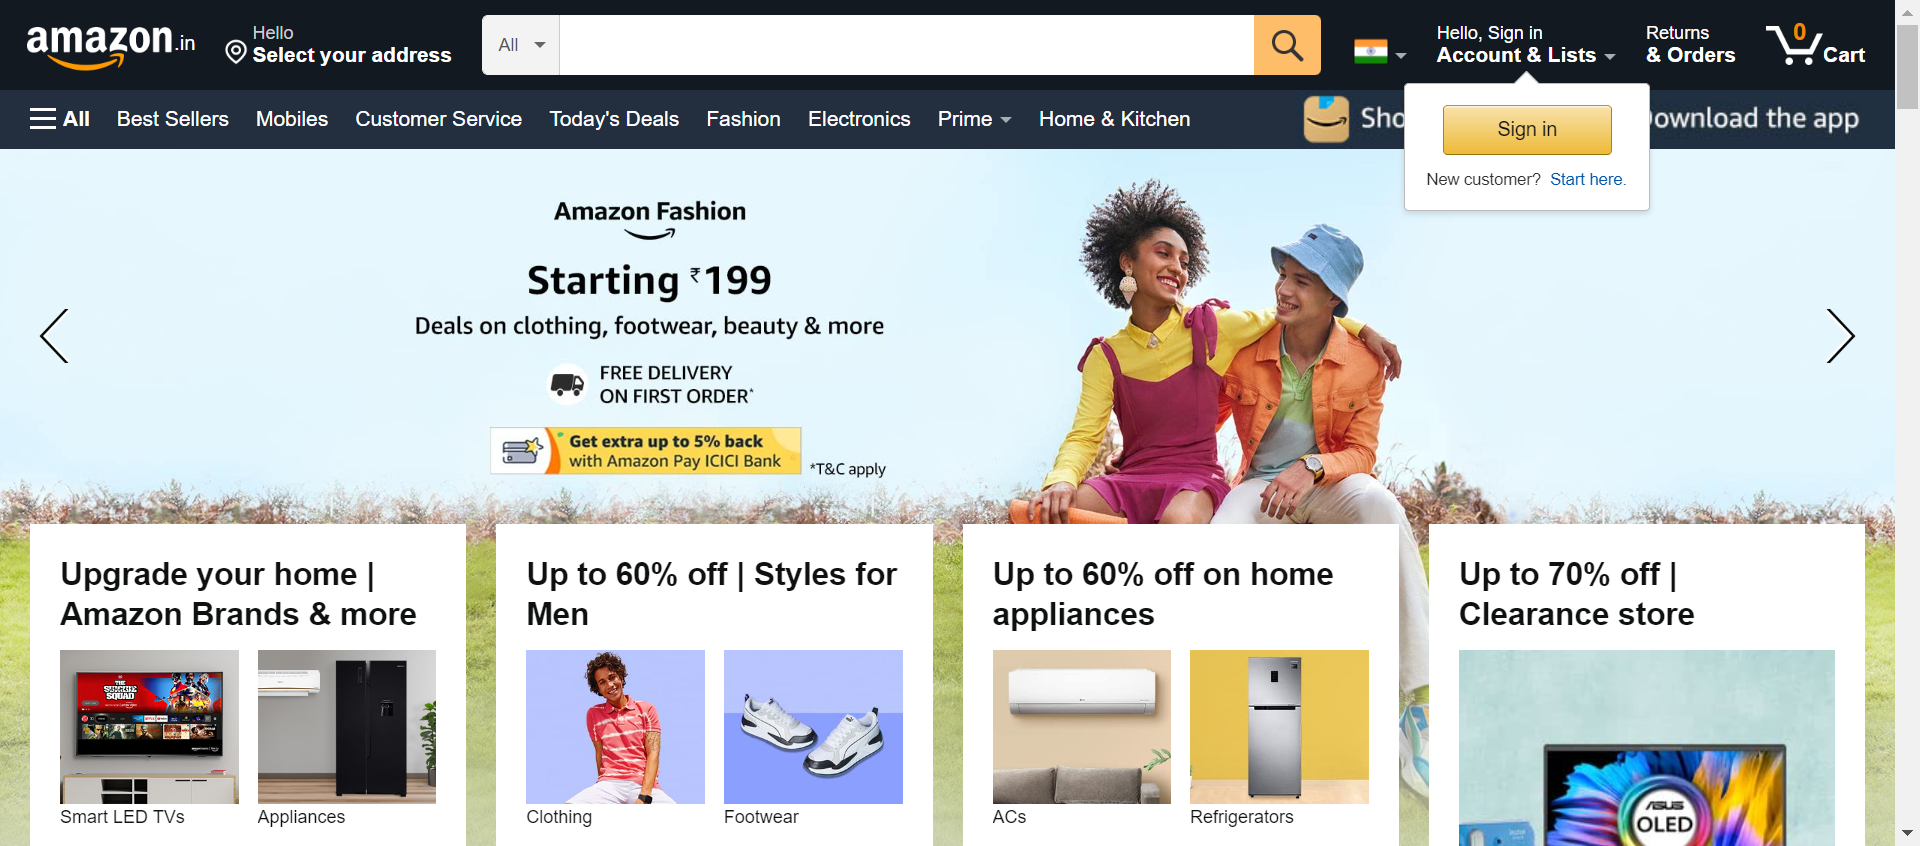 amazon.in
Hello
Select your address
All
Hello, Sign in
Account & Lists
Returns
& Orders
0
Cart
All
Best Sellers
Mobiles
Customer Service
Today's Deals
Fashion
Electronics
Prime
Home & Kitchen
Sho
ownload the app
Sign in
New customer? Start here.
Amazon Fashion
Starting ₹199
Deals on clothing, footwear, beauty & more
FREE DELIVERY
ON FIRST ORDER*
Get extra up to 5% back
with Amazon Pay ICICI Bank
*T&C apply
Upgrade your home |
Amazon Brands & more
THE
SUICIDE
SQUAD
Smart LED TVs
Appliances
Up to 60% off | Styles for
Men
Clothing
Footwear
Up to 60% off on home
appliances
ACs
Refrigerators
Up to 70% off |
Clearance store
ASUS
OLED